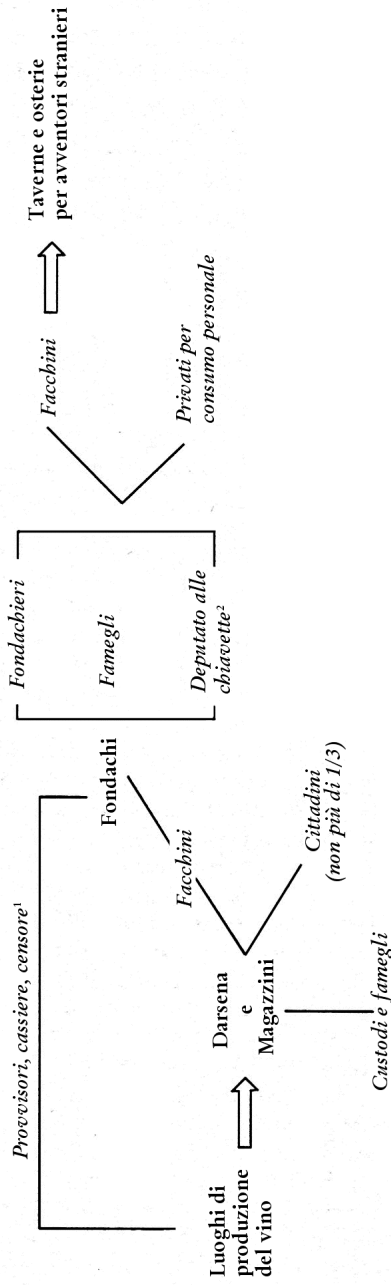 Provvisori, cassiere, censore¹
Luoghi di
produzione
del vino
Darsena
e
Magazzini
Custodi e famegli
Facchini
Cittadini
(non più di 1/3)
Fondachi
Fondachieri
Famegli
Deputato alle
chiavette²
Facchini
Privati per
consumo personale
Taverne e osterie
per avventori stranieri